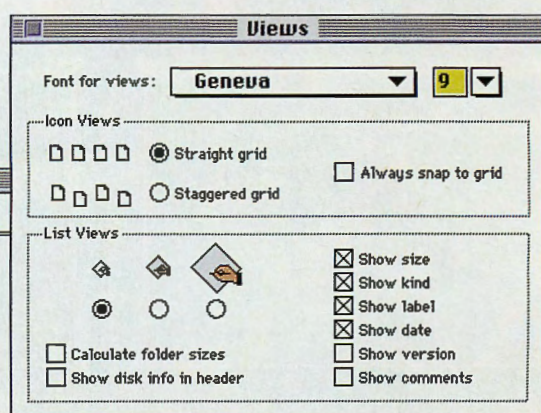 Views
Font for views: Geneva 9
Icon Views
Straight grid
Always snap to grid
Staggered grid
List Views
Show size
Show kind
Show label
Show date
Calculate folder sizes
Show version
Show disk info in header
Show comments